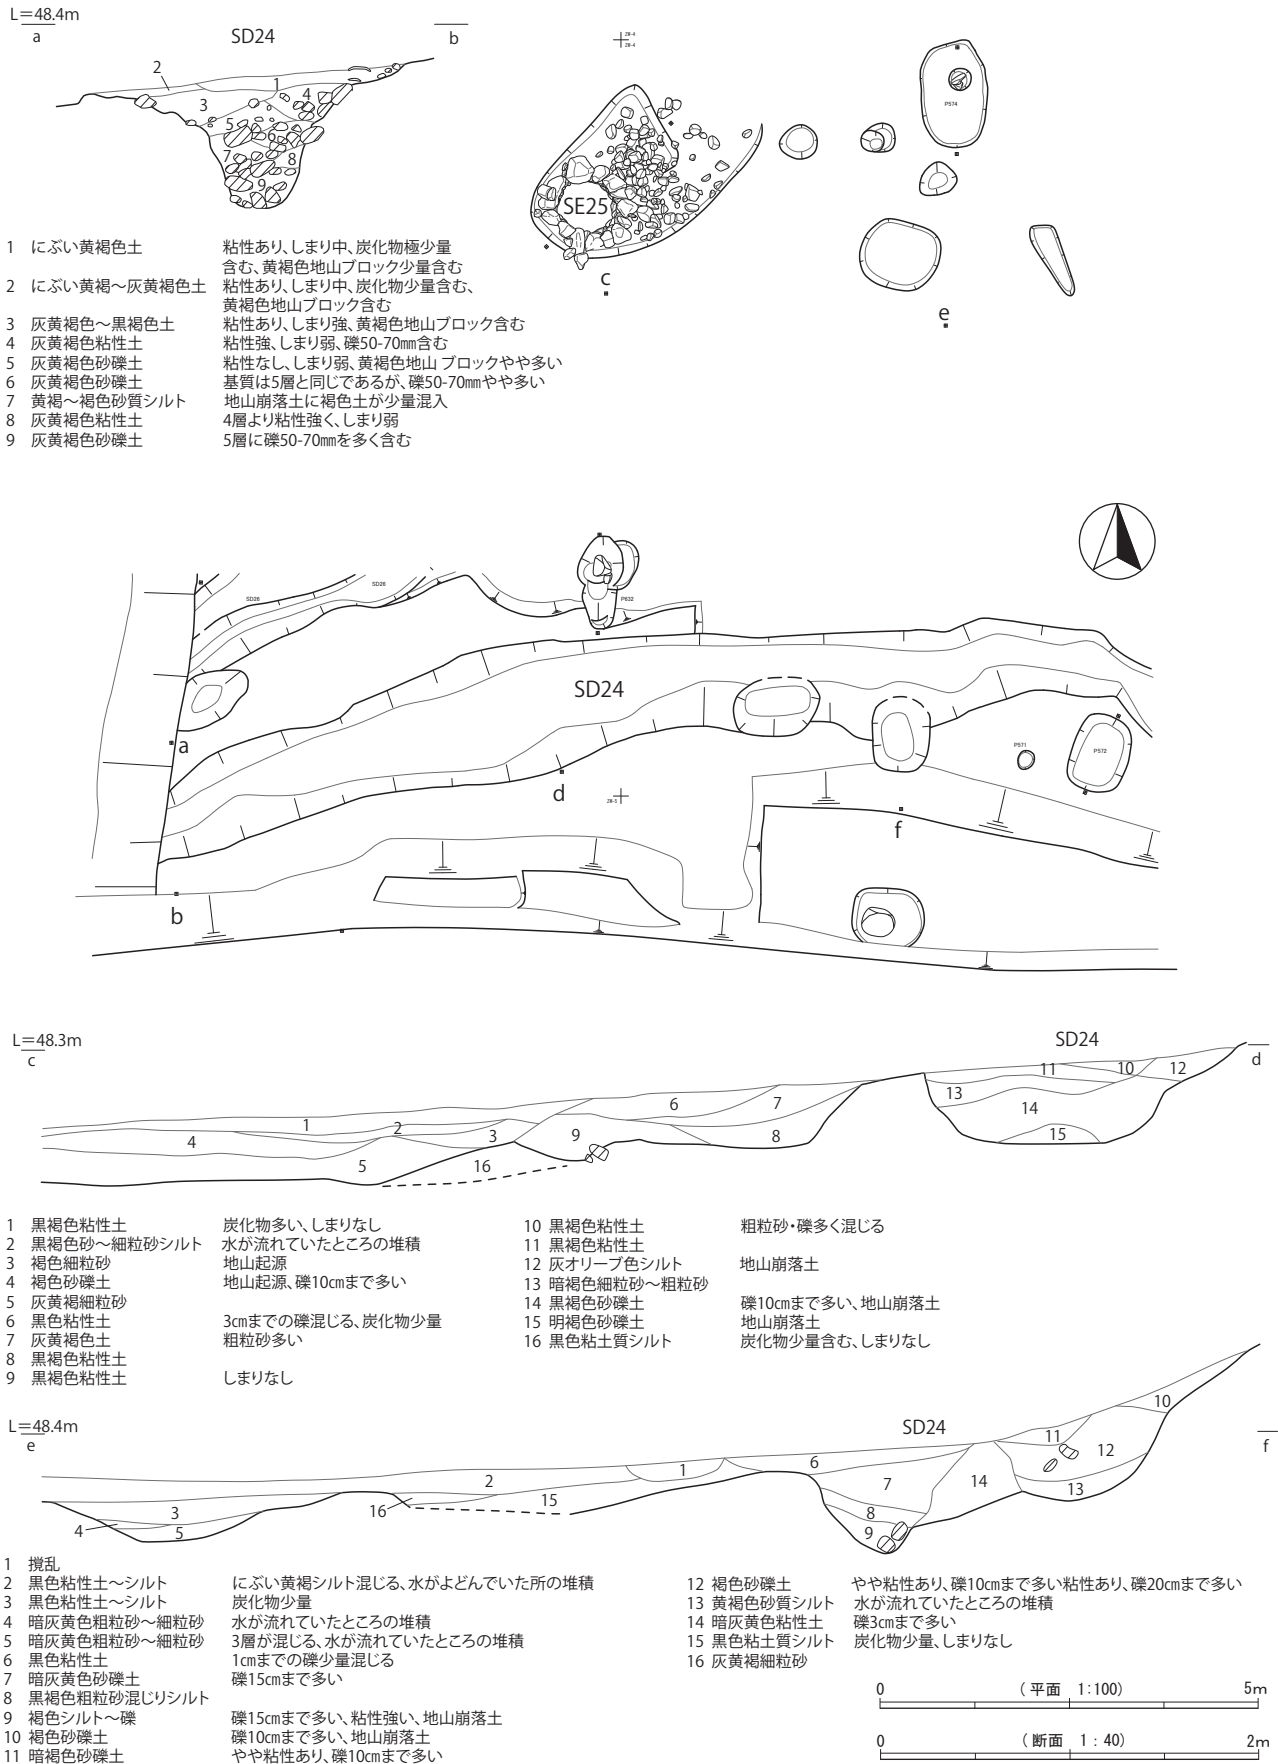 L＝48.4m
a
SD24
b
2
1
3
4
5
6
7
8
9
ZW-4
ZW-4
P574
SE25
c
e
1 にぶい黄褐色土 粘性あり、しまり中、炭化物極少量
含む、黄褐色地山ブロック少量含む
2 にぶい黄褐～灰黄褐色土 粘性あり、しまり中、炭化物少量含む、
黄褐色地山ブロック含む
3 灰黄褐色～黒褐色土 粘性あり、しまり強、黄褐色地山ブロック含む
4 灰黄褐色粘性土 粘性強、しまり弱、礫50-70㎜含む
5 灰黄褐色砂礫土 粘性なし、しまり弱、黄褐色地山 ブロックやや多い
6 灰黄褐色砂礫土 基質は5層と同じであるが、礫50-70㎜やや多い
7 黄褐～褐色砂質シルト 地山崩落土に褐色土が少量混入
8 灰黄褐色粘性土 4層より粘性強く、しまり弱
9 灰黄褐色砂礫土 5層に礫50-70㎜を多く含む
SD26
SD26
P632
SD24
a
d
P571
P572
f
b
L＝48.3m
c
SD24
d
1
2
3
4
5
6
7
8
9
16
10
11
12
13
14
15
1 黒褐色粘性土 炭化物多い、しまりなし
2 黒褐色砂～細粒砂シルト 水が流れていたところの堆積
3 褐色細粒砂 地山起源
4 褐色砂礫土 地山起源、礫10㎝まで多い
5 灰黄褐細粒砂
6 黒色粘性土 3㎝までの礫混じる、炭化物少量
7 灰黄褐色土 粗粒砂多い
8 黒褐色粘性土
9 黒褐色粘性土 しまりなし
10 黒褐色粘性土 粗粒砂・礫多く混じる
11 黒褐色粘性土
12 灰オリーブ色シルト 地山崩落土
13 暗褐色細粒砂～粗粒砂
14 黒褐色砂礫土 礫10㎝まで多い、地山崩落土
15 明褐色砂礫土 地山崩落土
16 黒色粘土質シルト 炭化物少量含む、しまりなし
L＝48.4m
e
SD24
f
1
2
3
4
5
16
15
6
7
8
9
14
10
11
12
13
1 撹乱
2 黒色粘性土～シルト にぶい黄褐シルト混じる、水がよどんでいた所の堆積
3 黒色粘性土～シルト 炭化物少量
4 暗灰黄色粗粒砂～細粒砂 水が流れていたところの堆積
5 暗灰黄色粗粒砂～細粒砂 3層が混じる、水が流れていたところの堆積
6 黒色粘性土 1㎝までの礫少量混じる
7 暗灰黄色砂礫土 礫15㎝まで多い
8 黒褐色粗粒砂混じりシルト
9 褐色シルト～礫 礫15㎝まで多い、粘性強い、地山崩落土
10 褐色砂礫土 礫10㎝まで多い、地山崩落土
11 暗褐色砂礫土 やや粘性あり、礫10㎝まで多い
12 褐色砂礫土 やや粘性あり、礫10㎝まで多い粘性あり、礫20㎝まで多い
13 黄褐色砂質シルト 水が流れていたところの堆積
14 暗灰黄色粘性土 礫3㎝まで多い
15 黒色粘土質シルト 炭化物少量、しまりなし
16 灰黄褐細粒砂
0 （平面 1:100） 5m
0 （断面 1：40） 2m